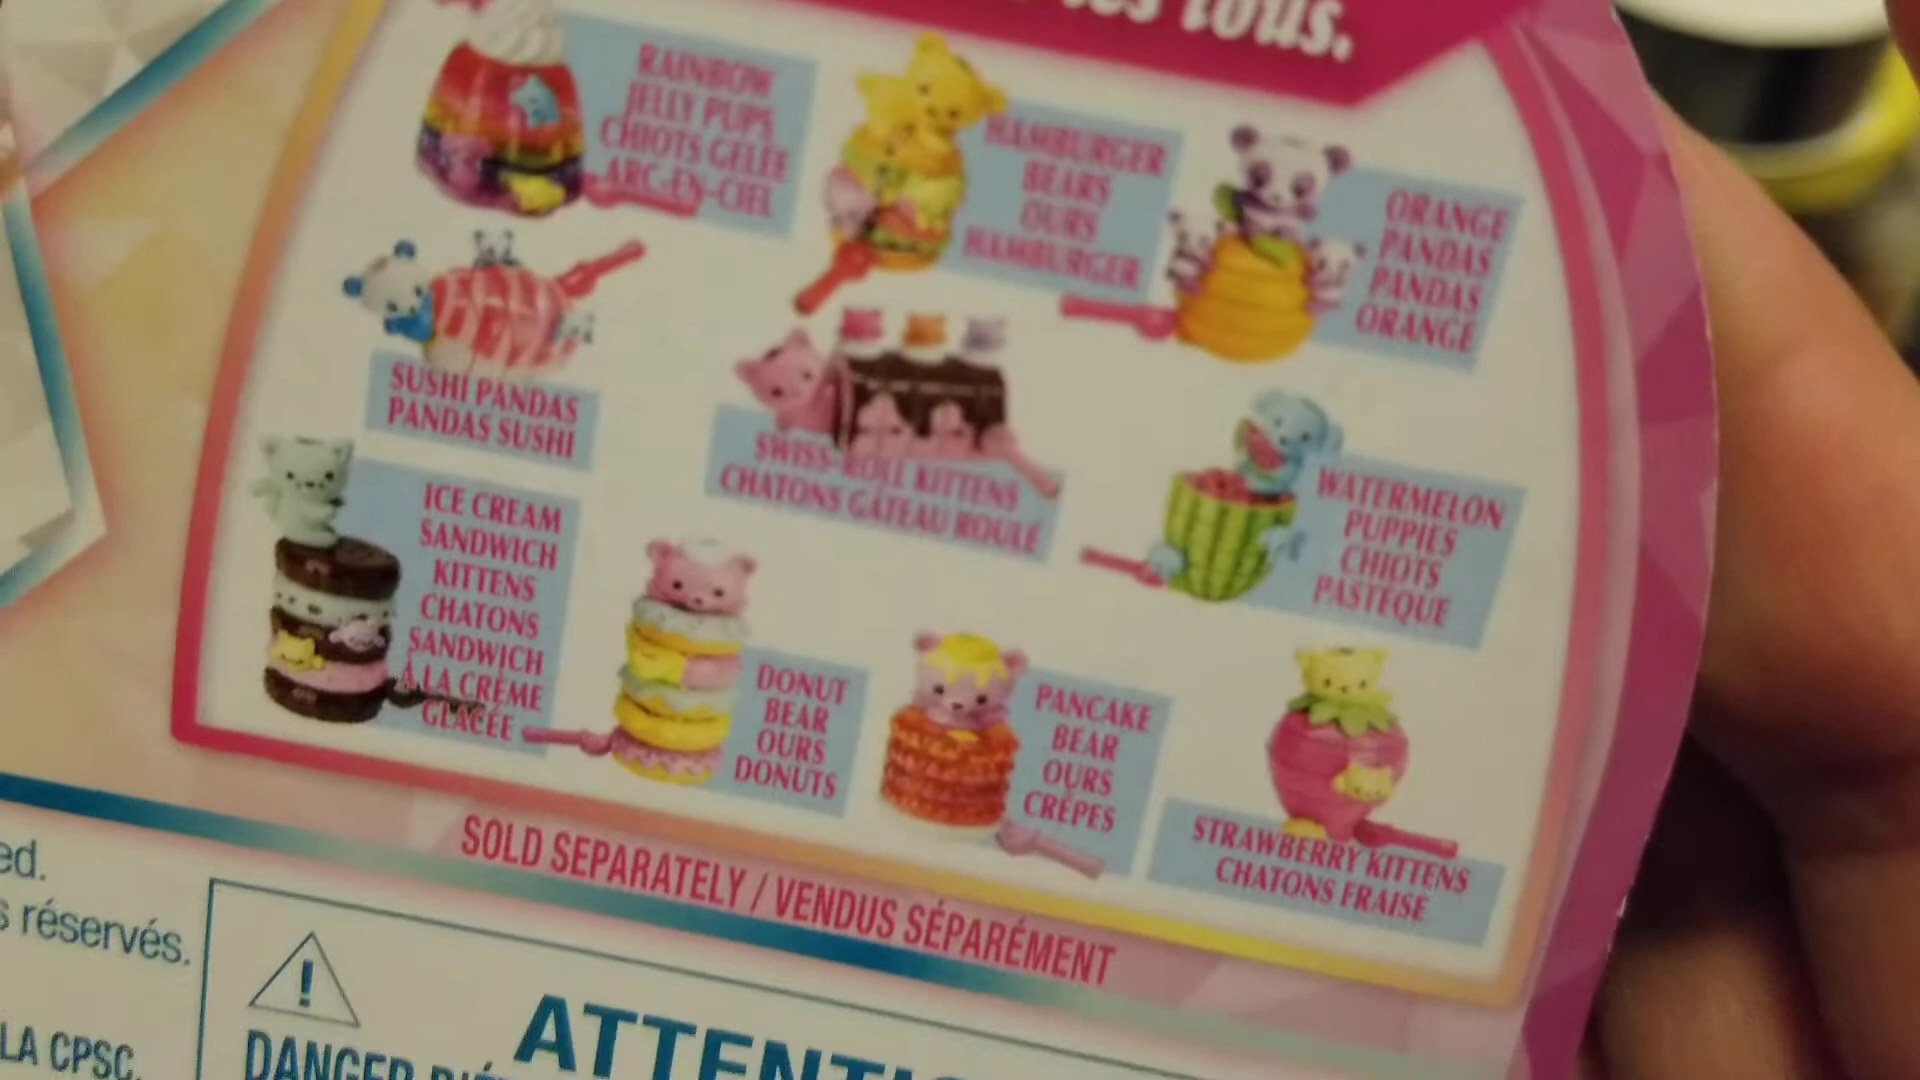 tous.
RAINBOW
JELLY PUPS
CHIOTS GELÉE
ARC-EN-CIEL
HAMBURGER
BEARS
OURS
HAMBURGER
ORANGE
PANDAS
PANDAS
ORANGE
SUSHI PANDAS
PANDAS SUSHI
SWISS-ROLL KITTENS
CHATONS GÂTEAU ROULÉ
WATERMELON
PUPPIES
CHIOTS
PASTÈQUE
ICE CREAM
SANDWICH
KITTENS
CHATONS
SANDWICH
À LA CRÈME
GLACÉE
DONUT
BEAR
OURS
DONUTS
PANCAKE
BEAR
OURS
CRÊPES
STRAWBERRY KITTENS
CHATONS FRAISE
SOLD SEPARATELY / VENDUS SÉPARÉMENT
ed.
s réservés.
LA CPSC.
DANGER
ATTENTIO